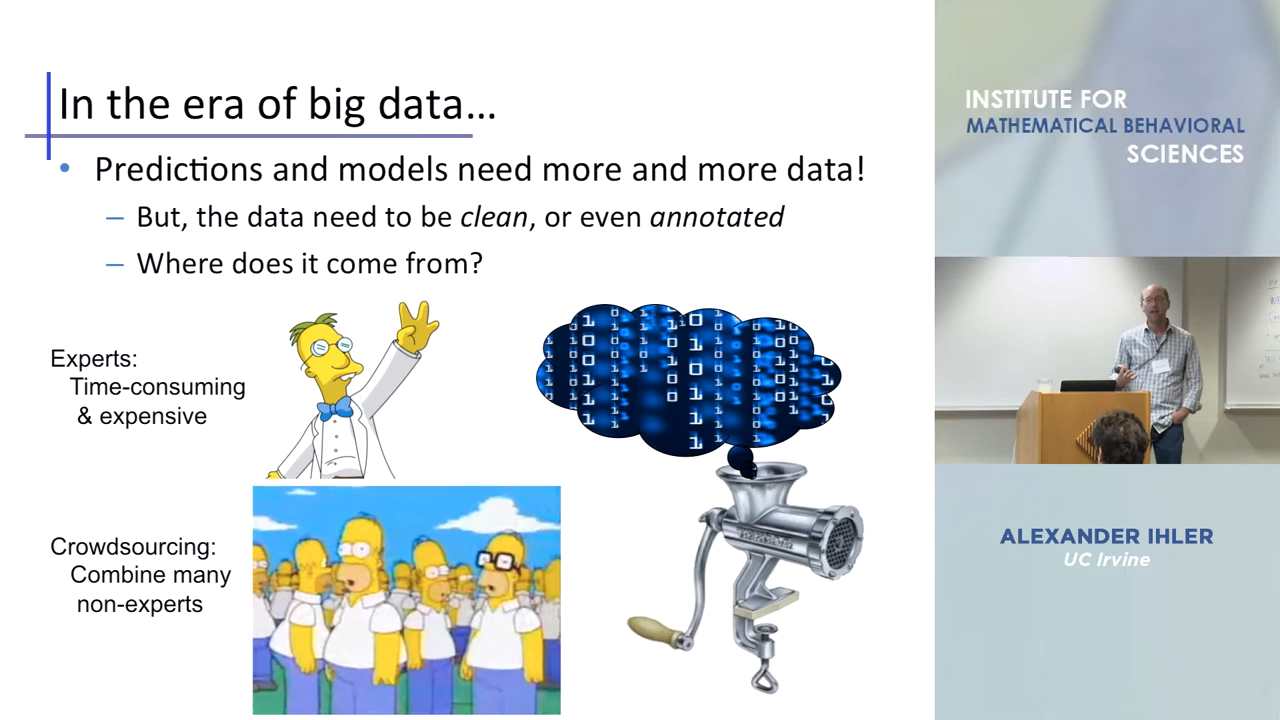 In the era of big data...
• Predictions and models need more and more data!
– But, the data need to be clean, or even annotated
– Where does it come from?
Experts:
Time-consuming
& expensive
Crowdsourcing:
Combine many
non-experts
INSTITUTE FOR
MATHEMATICAL BEHAVIORAL
SCIENCES
ALEXANDER IHLER
UC Irvine